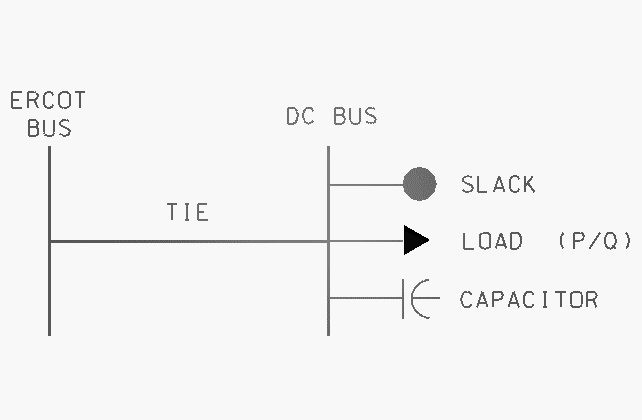 ERCOT
BUS
DC BUS
SLACK
TIE
LOAD (P/Q)
CAPACITOR